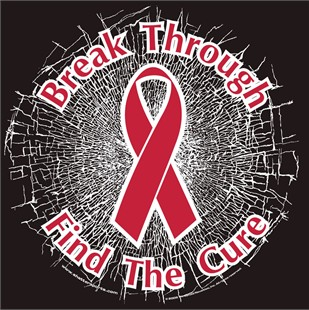 Break Through
Find The Cure